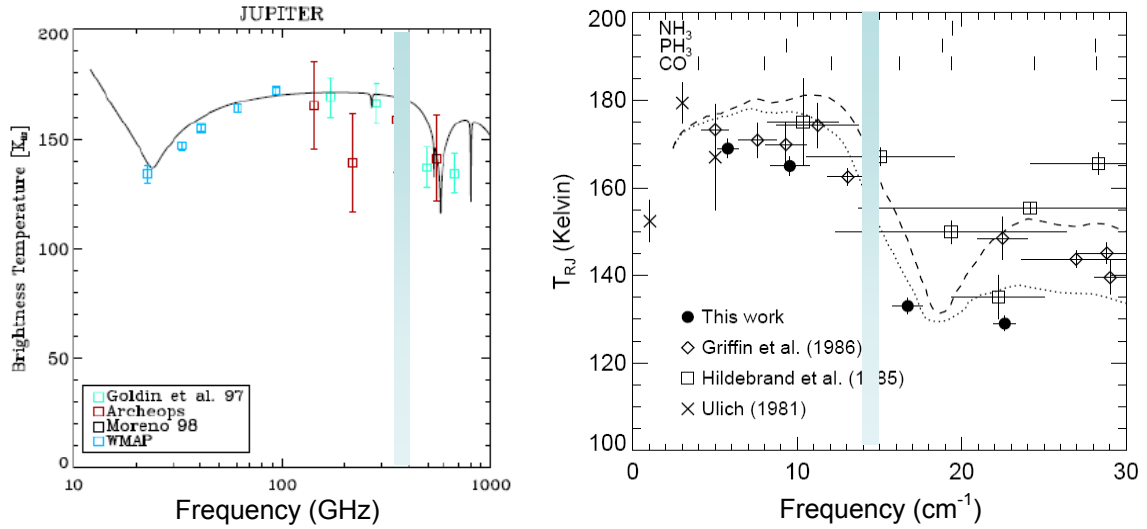 JUPITER
200
150
100
50
0
Brightness Temperature [K
Goldin et al. 97
Archeops
Moreno 98
WMAP
10
100
1000
Frequency (GHz)
200
180
160
140
120
100
T_RJ (Kelvin)
NH3
PH3
CO
This work
Griffin et al. (1986)
Hildebrand et al. ( 85)
Ulich (1981)
0
10
20
30
Frequency (cm-1)